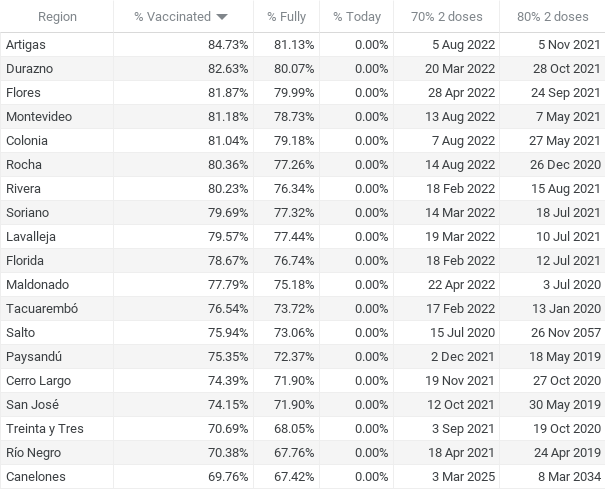 Region % Vaccinated % Fully % Today 70% 2 doses 80% 2 doses
Artigas 84.73% 81.13% 0.00% 5 Aug 2022 5 Nov 2021
Durazno 82.63% 80.07% 0.00% 20 Mar 2022 28 Oct 2021
Flores 81.87% 79.99% 0.00% 28 Apr 2022 24 Sep 2021
Montevideo 81.18% 78.73% 0.00% 13 Aug 2022 7 May 2021
Colonia 81.04% 79.18% 0.00% 7 Aug 2022 27 May 2021
Rocha 80.36% 77.26% 0.00% 14 Aug 2022 26 Dec 2020
Rivera 80.23% 76.34% 0.00% 18 Feb 2022 15 Aug 2021
Soriano 79.69% 77.32% 0.00% 14 Mar 2022 18 Jul 2021
Lavalleja 79.57% 77.44% 0.00% 19 Mar 2022 10 Jul 2021
Florida 78.67% 76.74% 0.00% 18 Feb 2022 12 Jul 2021
Maldonado 77.79% 75.18% 0.00% 22 Apr 2022 3 Jul 2020
Tacuarembó 76.54% 73.72% 0.00% 17 Feb 2022 13 Jan 2020
Salto 75.94% 73.06% 0.00% 15 Jul 2020 26 Nov 2057
Paysandú 75.35% 72.37% 0.00% 2 Dec 2021 18 May 2019
Cerro Largo 74.39% 71.90% 0.00% 19 Nov 2021 27 Oct 2020
San José 74.15% 71.90% 0.00% 12 Oct 2021 30 May 2019
Treinta y Tres 70.69% 68.05% 0.00% 3 Sep 2021 19 Oct 2020
Río Negro 70.38% 67.76% 0.00% 18 Apr 2021 24 Apr 2019
Canelones 69.76% 67.42% 0.00% 3 Mar 2025 8 Mar 2034